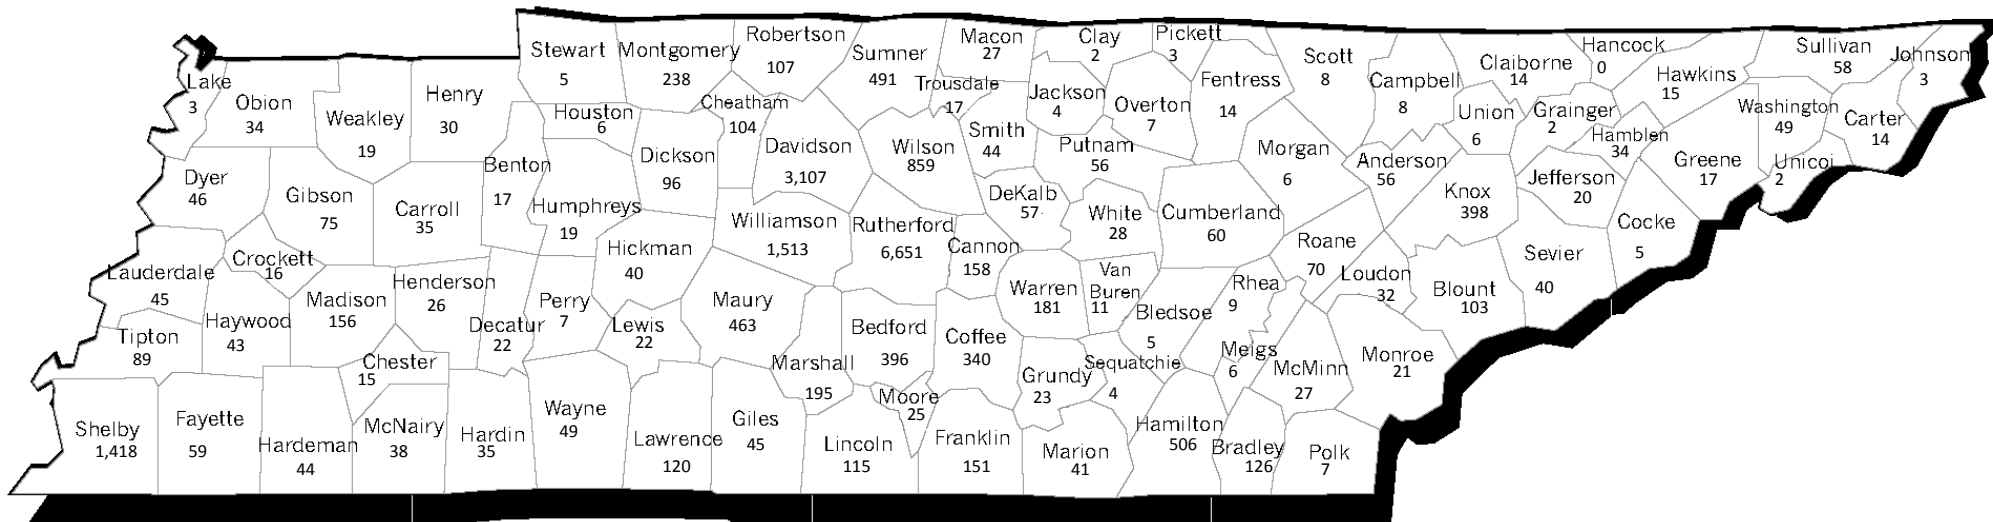 Lake
3
Obion
34
Weakley
19
Henry
30
Stewart
5
Montgomery
238
Robertson
107
Sumner
491
Macon
27
Trousdale
17
Clay
2
Pickett
3
Fentress
14
Scott
8
Campbell
8
Claiborne
14
Hancock
0
Hawkins
15
Sullivan
58
Johnson
3
Houston
6
Cheatham
104
Jackson
4
Overton
7
Union
6
Grainger
2
Hamblen
34
Washington
49
Carter
14
Dyer
46
Gibson
75
Carroll
35
Benton
17
Humphreys
19
Dickson
96
Davidson
3,107
Wilson
859
Smith
44
Putnam
56
Morgan
6
Anderson
56
Knox
398
Jefferson
20
Greene
17
Unicoi
2
Cocke
5
Lauderdale
45
Crockett
16
Haywood
43
Madison
156
Henderson
26
Decatur
22
Perry
7
Hickman
40
Lewis
22
Williamson
1,513
Maury
463
Rutherford
6,651
Cannon
158
DeKalb
57
White
28
Cumberland
60
Warren
181
Van
Buren
11
Bledsoe
5
Rhea
9
Roane
70
Loudon
32
Blount
103
Sevier
40
Tipton
89
Chester
15
Marshall
195
Bedford
396
Coffee
340
Moore
25
Grundy
23
Sequatchie
4
Meigs
6
McMinn
27
Monroe
21
Shelby
1,418
Fayette
59
Hardeman
44
McNairy
38
Hardin
35
Wayne
49
Lawrence
120
Giles
45
Lincoln
115
Franklin
151
Marion
41
Hamilton
506
Bradley
126
Polk
7